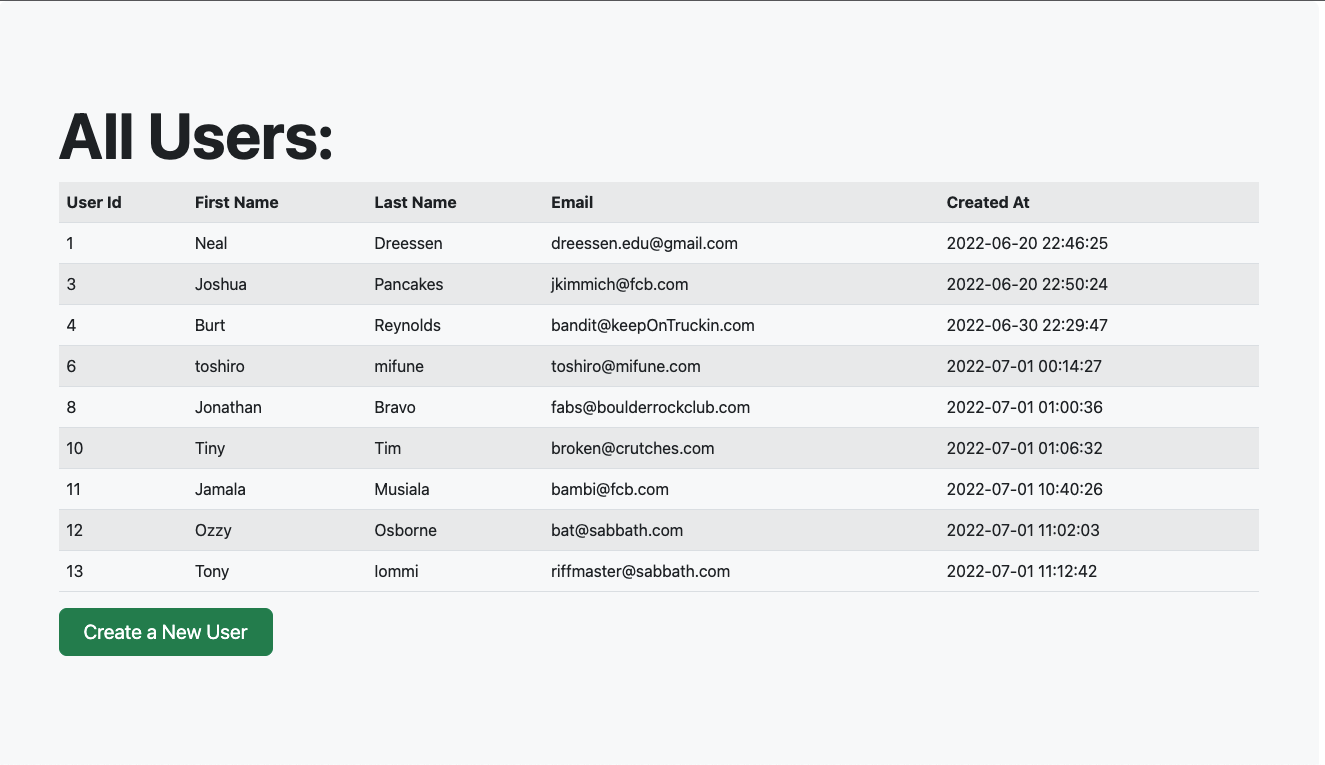 All Users:
User Id First Name Last Name Email Created At
1 Neal Dreessen dreessen.edu@gmail.com 2022-06-20 22:46:25
3 Joshua Pancakes jkimmich@fcb.com 2022-06-20 22:50:24
4 Burt Reynolds bandit@keepOnTruckin.com 2022-06-30 22:29:47
6 toshiro mifune toshiro@mifune.com 2022-07-01 00:14:27
8 Jonathan Bravo fabs@boulderrockclub.com 2022-07-01 01:00:36
10 Tiny Tim broken@crutches.com 2022-07-01 01:06:32
11 Jamala Musiala bambi@fcb.com 2022-07-01 10:40:26
12 Ozzy Osborne bat@sabbath.com 2022-07-01 11:02:03
13 Tony Iommi riffmaster@sabbath.com 2022-07-01 11:12:42
Create a New User